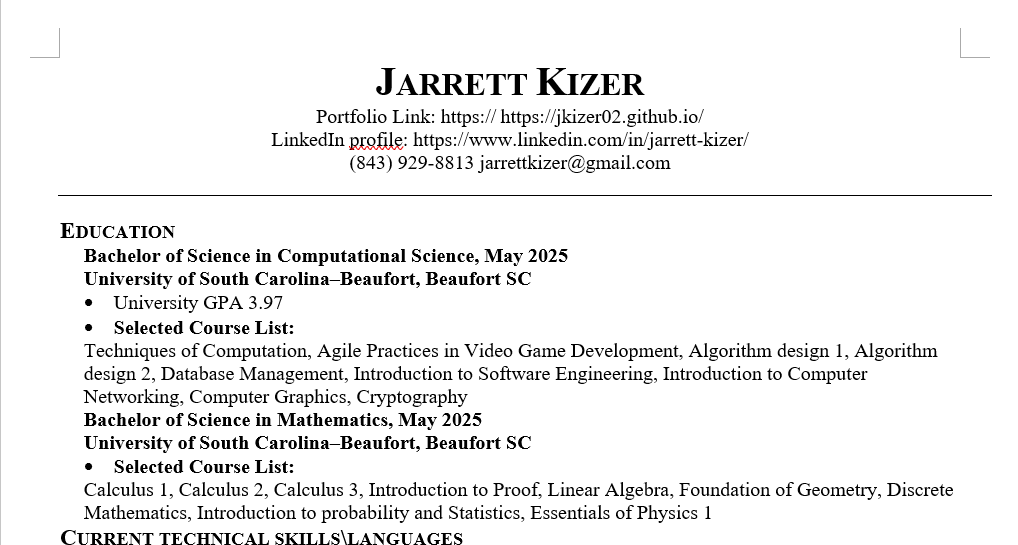 JARRETT KIZER
Portfolio Link: https:// https://jkizer02.github.io/
LinkedIn profile: https://www.linkedin.com/in/jarrett-kizer/
(843) 929-8813 jarrettkizer@gmail.com
EDUCATION
Bachelor of Science in Computational Science, May 2025
University of South Carolina–Beaufort, Beaufort SC
• University GPA 3.97
• Selected Course List:
Techniques of Computation, Agile Practices in Video Game Development, Algorithm design 1, Algorithm
design 2, Database Management, Introduction to Software Engineering, Introduction to Computer
Networking, Computer Graphics, Cryptography
Bachelor of Science in Mathematics, May 2025
University of South Carolina–Beaufort, Beaufort SC
• Selected Course List:
Calculus 1, Calculus 2, Calculus 3, Introduction to Proof, Linear Algebra, Foundation of Geometry, Discrete
Mathematics, Introduction to probability and Statistics, Essentials of Physics 1
CURRENT TECHNICAL SKILLS\LANGUAGES